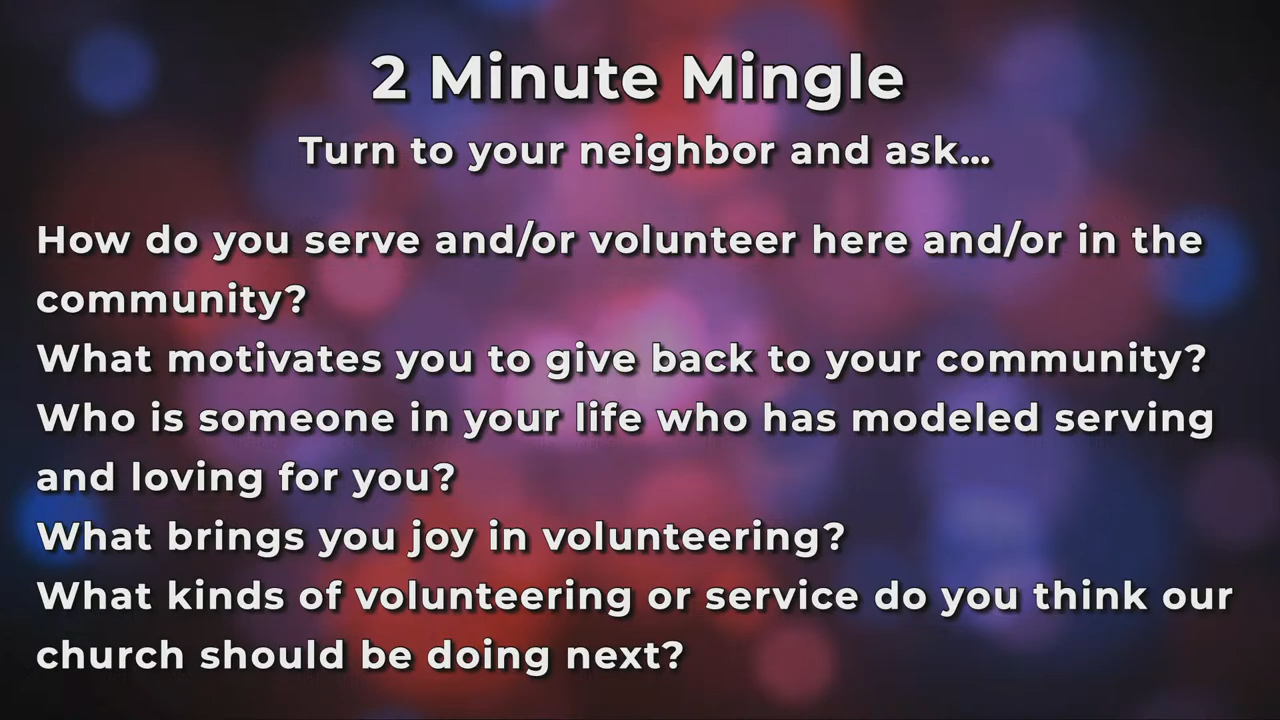 2 Minute Mingle
Turn to your neighbor and ask...
How do you serve and/or volunteer here and/or in the
community?
What motivates you to give back to your community?
Who is someone in your life who has modeled serving
and loving for you?
What brings you joy in volunteering?
What kinds of volunteering or service do you think our
church should be doing next?